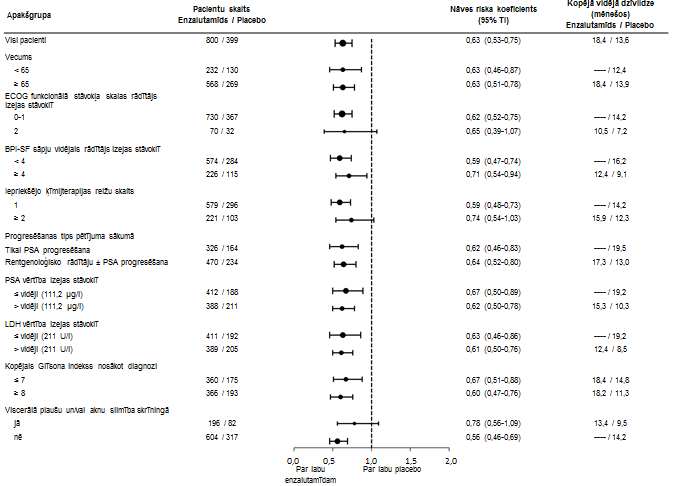 Apakšgrupa Pacientu skaits Enzalutamīds / Placebo Nāves riska koeficients (95% TI) Kopējā vidējā dzīvildze (mēnešos) Enzalutamīds / Placebo
Visi pacienti 800 / 399 0,63 (0,53-0,75) 18,4 / 13,6
Vecums
< 65 232 / 130 0,63 (0,46-0,87) ---- / 12,4
≥ 65 568 / 269 0,63 (0,51-0,78) 18,4 / 13,9
ECOG funkcionālā stāvokļa skalas rādītājs
izejas stāvoklī
0-1 730 / 367 0,62 (0,52-0,75) ---- / 14,2
2 70 / 32 0,65 (0,39-1,07) 10,5 / 7,2
BPI-SF sāpju vidējais rādītājs izejas stāvoklī
< 4 574 / 284 0,59 (0,47-0,74) ---- / 16,2
≥ 4 226 / 115 0,71 (0,54-0,94) 12,4 / 9,1
Iepriekšējo ķīmijterapijas reižu skaits
1 579 / 296 0,59 (0,48-0,73) ---- / 14,2
≥ 2 221 / 103 0,74 (0,54-1,03) 15,9 / 12,3
Progresēšanas tips pētījuma sākumā
Tikai PSA progresēšana 326 / 164 0,62 (0,46-0,83) ---- / 19,5
Rentgenoloģisko rādītāju ± PSA progresēšana 470 / 234 0,64 (0,52-0,80) 17,3 / 13,0
PSA vērtība izejas stāvoklī
≤ vidēji (111,2 µg/l) 412 / 188 0,67 (0,50-0,89) ---- / 19,2
> vidēji (111,2 µg/l) 388 / 211 0,62 (0,50-0,78) 15,3 / 10,3
LDH vērtība izejas stāvoklī
≤ vidēji (211 U/l) 411 / 192 0,63 (0,46-0,86) ---- / 19,2
> vidēji (211 U/l) 389 / 205 0,61 (0,50-0,76) 12,4 / 8,5
Kopējais Glīsona indekss nosakot diagnozi
≤ 7 360 / 175 0,67 (0,51-0,88) 18,4 / 14,8
≥ 8 366 / 193 0,60 (0,47-0,76) 18,2 / 11,3
Viscerālā plaušu un/vai aknu slimība skrīningā
jā 196 / 82 0,78 (0,56-1,09) 13,4 / 9,5
nē 604 / 317 0,56 (0,46-0,69) ---- / 14,2
0,0 0,5 1,0 1,5 2,0
Par labu enzalutamīdam Par labu placebo